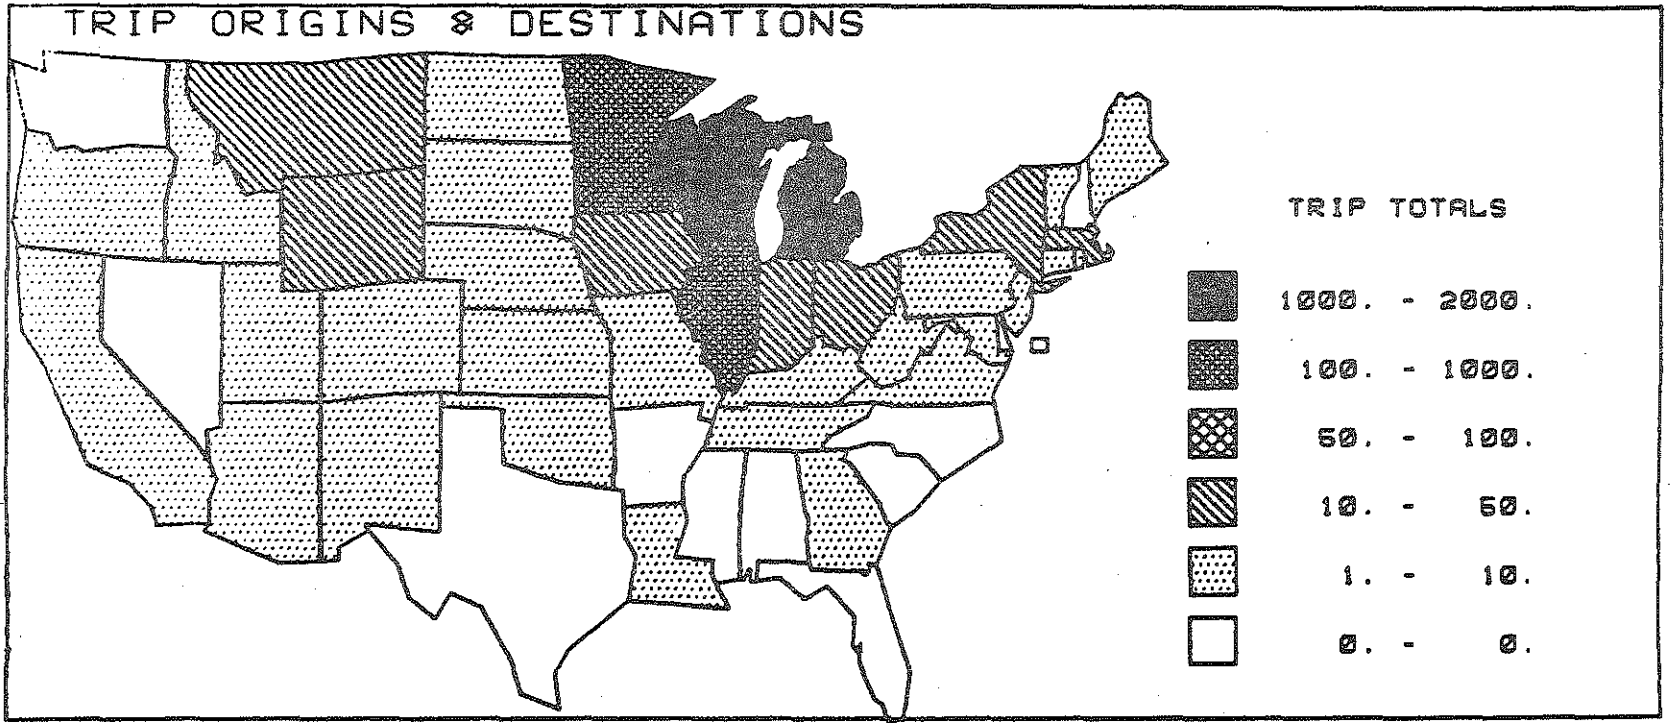 TRIP ORIGINS & DESTINATIONS
TRIP TOTALS
1000. - 2000.
100. - 1000.
50. - 100.
10. - 50.
1. - 10.
0. - 0.